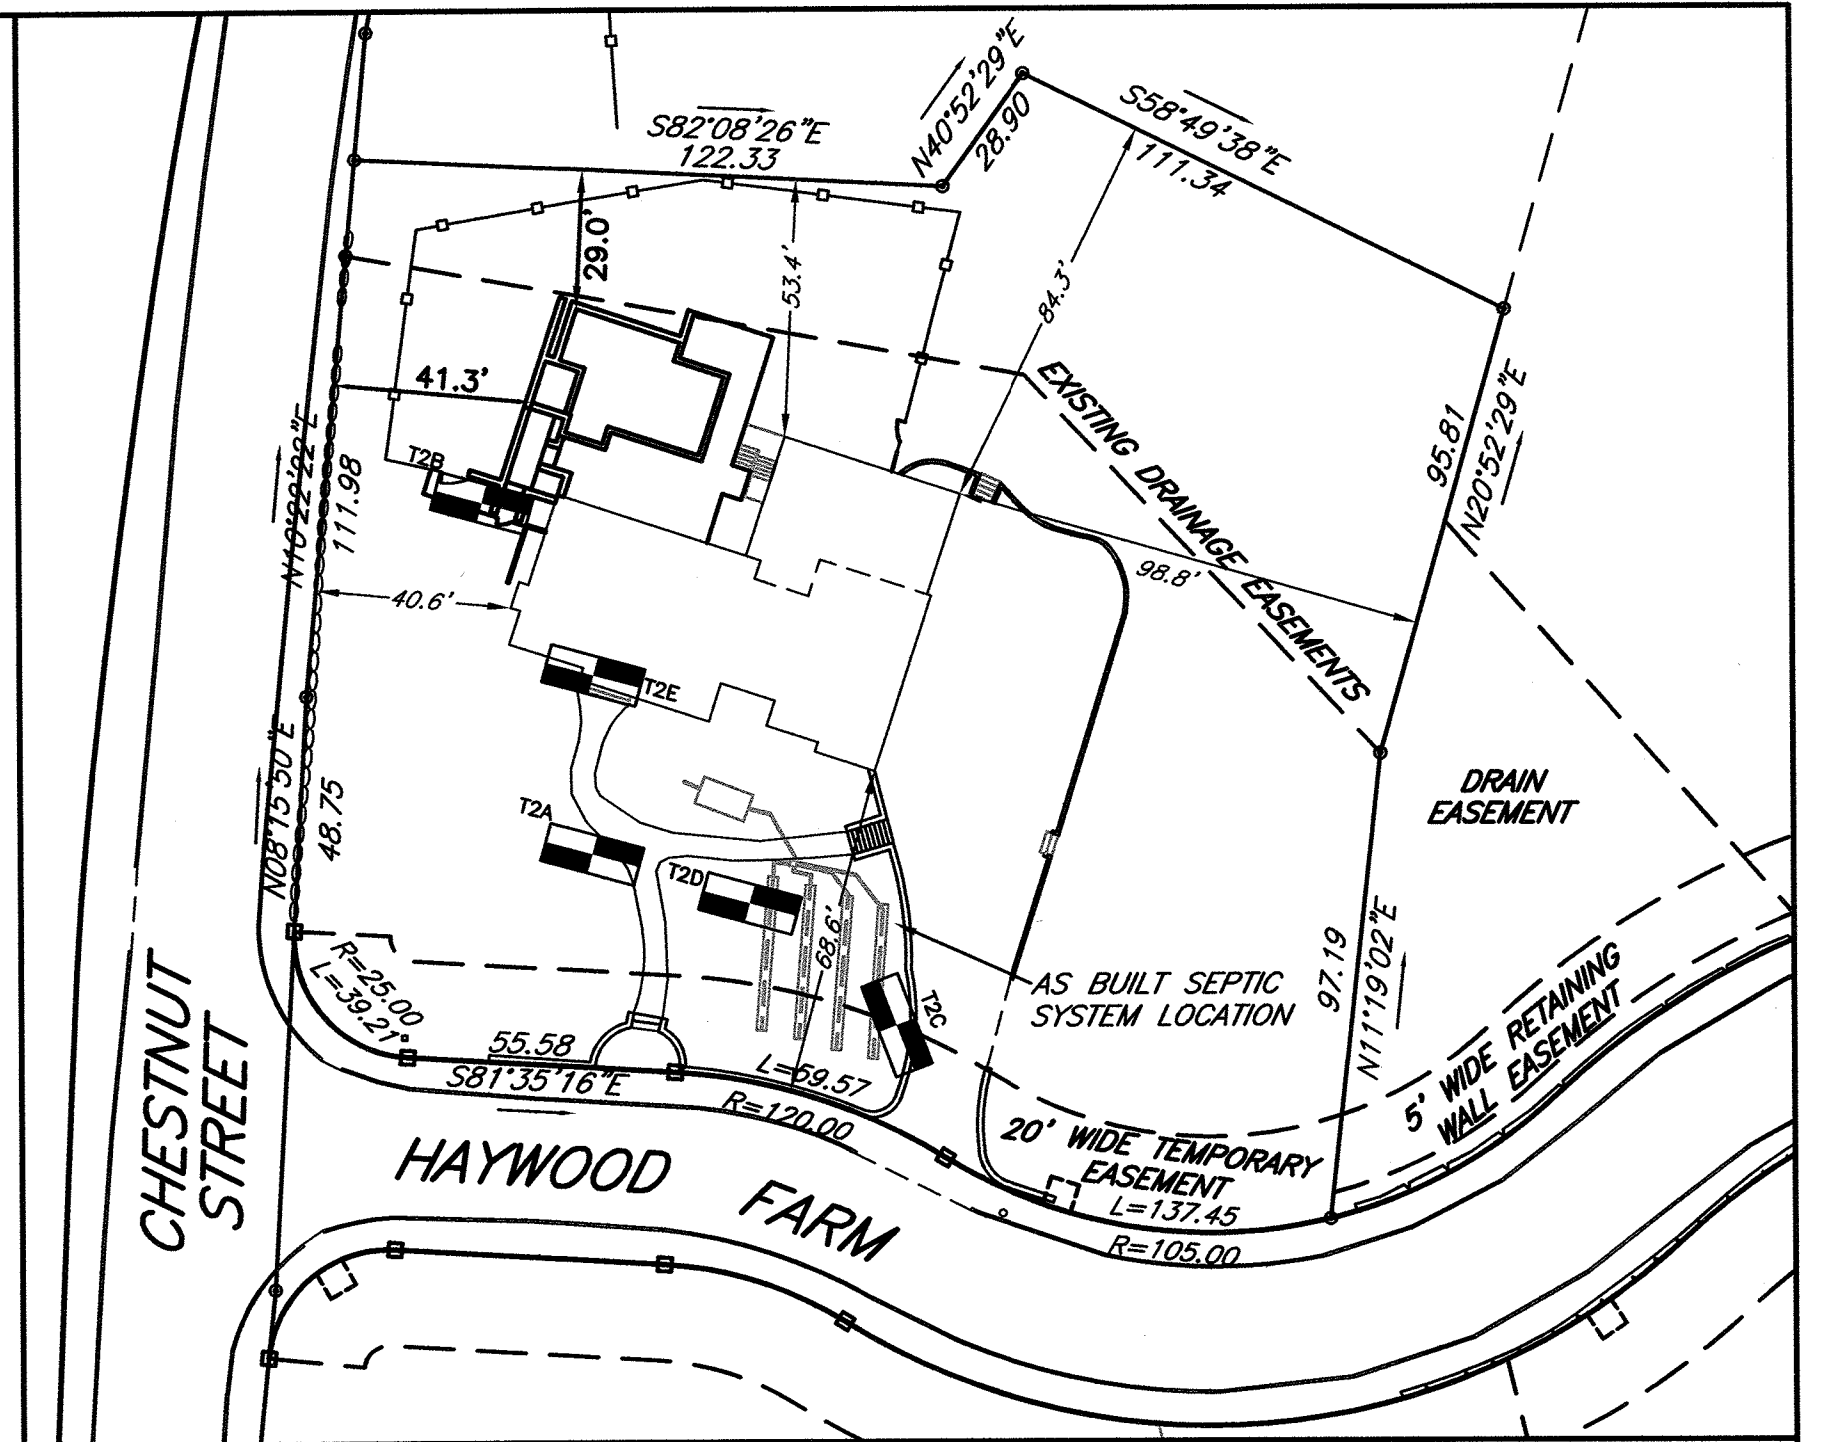 S82°08'26"E
122.33
N40°52'29"E
28.90
S58°49'38"E
111.34
29.0'
53.4'
84.3'
41.3'
T2B
N10°22'22"E
111.98
40.6'
EXISTING DRAINAGE EASEMENTS
98.8'
95.81
N20°52'29"E
T2E
T2A
T2D
T2C
N08°15'50"E
48.75
68.6'
DRAIN
EASEMENT
AS BUILT SEPTIC
SYSTEM LOCATION
97.19
N11°19'02"E
5' WIDE RETAINING
WALL EASEMENT
R=25.00
L=39.21
55.58
S81°35'16"E
L=69.57
R=120.00
20' WIDE TEMPORARY
EASEMENT
L=137.45
R=105.00
CHESTNUT
STREET
HAYWOOD FARM